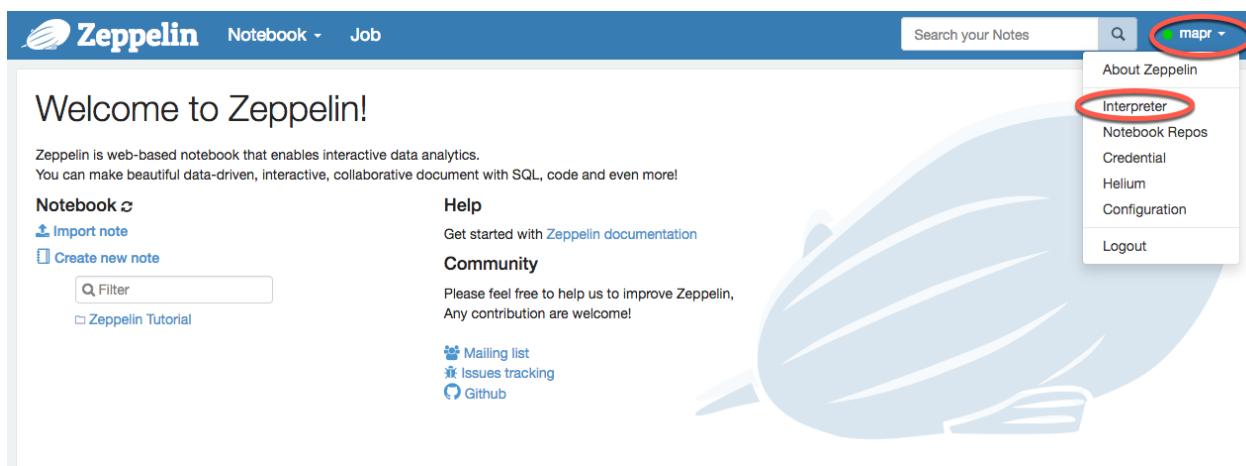 Zeppelin Notebook Job Search your Notes mapr
About Zeppelin
Interpreter
Notebook Repos
Credential
Helium
Configuration
Logout
Welcome to Zeppelin!
Zeppelin is web-based notebook that enables interactive data analytics.
You can make beautiful data-driven, interactive, collaborative document with SQL, code and even more!
Notebook
Import note
Create new note
Filter
Zeppelin Tutorial
Help
Get started with Zeppelin documentation
Community
Please feel free to help us to improve Zeppelin,
Any contribution are welcome!
Mailing list
Issues tracking
Github